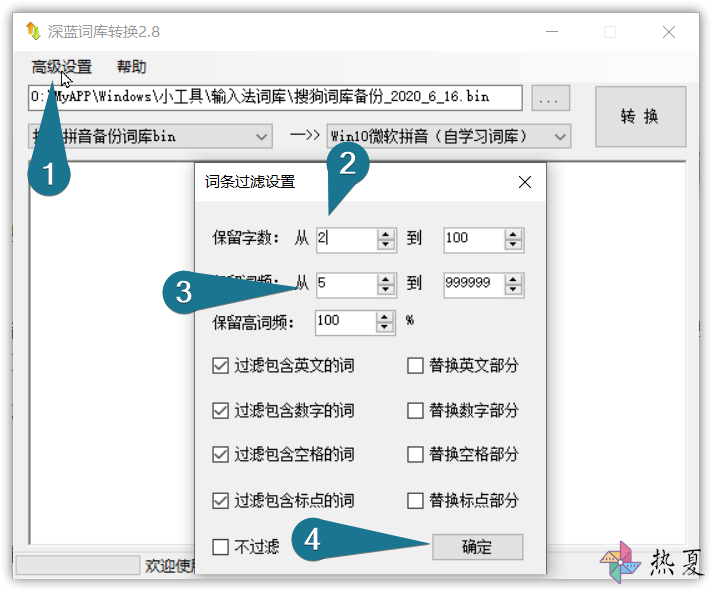 深蓝词库转换2.8
高级设置 帮助
O:\MyAPP\Windows\小工具\输入法词库\搜狗词库备份_2020_6_16.bin ... 转 换
拼音备份词库bin —>> Win10微软拼音（自学习词库）
1
2
词条过滤设置
保留字数: 从 2 到 100
3
从 5 到 999999
保留高词频: 100 %
过滤包含英文的词 替换英文部分
过滤包含数字的词 替换数字部分
过滤包含空格的词 替换空格部分
过滤包含标点的词 替换标点部分
不过滤 4 确定
欢迎使
热夏